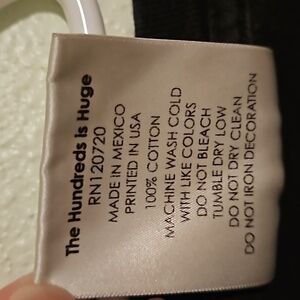 The Hundreds is Huge
RN120720
MADE IN MEXICO
PRINTED IN USA
100% COTTON
MACHINE WASH COLD
WITH LIKE COLORS
DO NOT BLEACH
TUMBLE DRY LOW
DO NOT DRY CLEAN
DO NOT IRON DECORATION